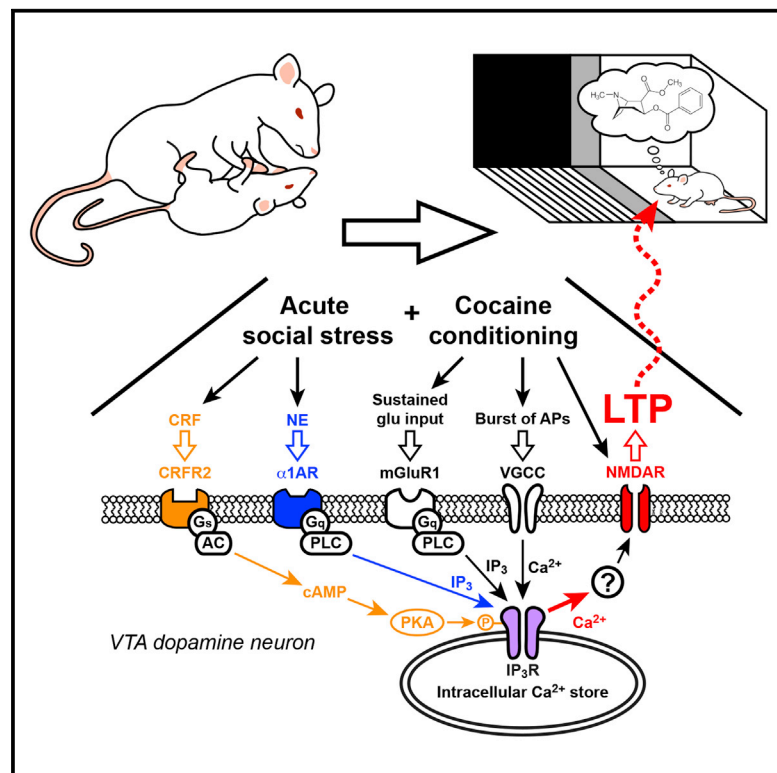 CH₃
H₃C-N
O
O
O
O
Acute
social stress
+
Cocaine
conditioning
CRF
NE
Sustained
glu input
Burst of APs
LTP
CRFR2
α1AR
mGluR1
VGCC
NMDAR
Gs
AC
Gq
PLC
Gq
PLC
cAMP
IP₃
IP₃
Ca²⁺
?
PKA
P
Ca²⁺
VTA dopamine neuron
IP₃R
Intracellular Ca²⁺ store